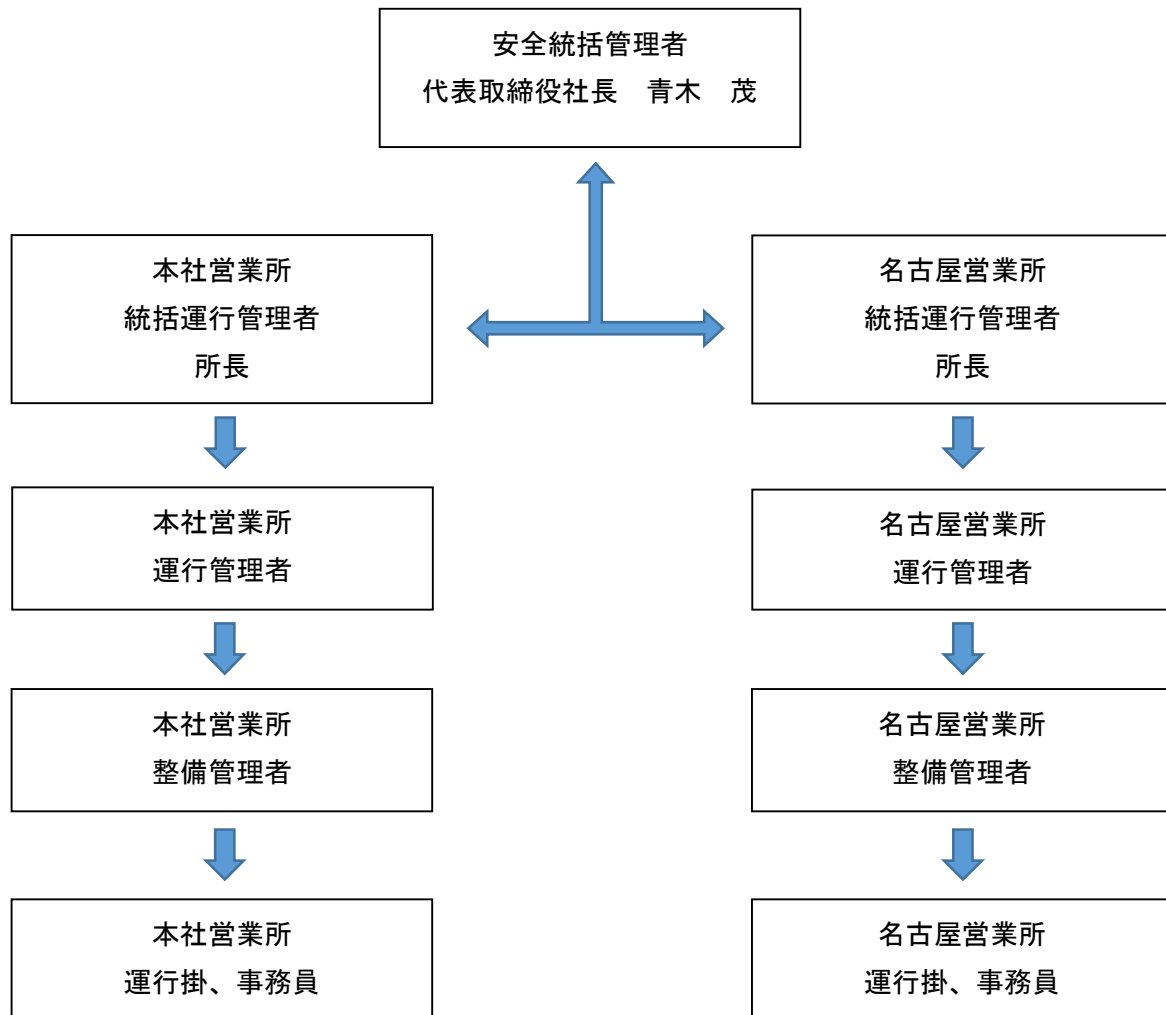 安全統括管理者
代表取締役社長　青木　茂
本社営業所
統括運行管理者
所長
名古屋営業所
統括運行管理者
所長
本社営業所
運行管理者
名古屋営業所
運行管理者
本社営業所
整備管理者
名古屋営業所
整備管理者
本社営業所
運行掛、事務員
名古屋営業所
運行掛、事務員